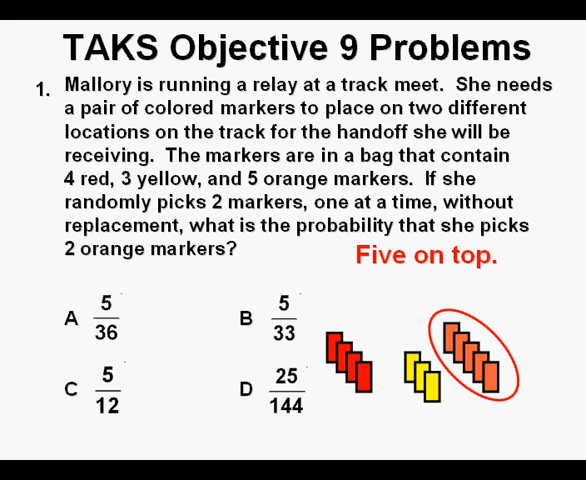 TAKS Objective 9 Problems
1. Mallory is running a relay at a track meet. She needs
a pair of colored markers to place on two different
locations on the track for the handoff she will be
receiving. The markers are in a bag that contain
4 red, 3 yellow, and 5 orange markers. If she
randomly picks 2 markers, one at a time, without
replacement, what is the probability that she picks
2 orange markers?
Five on top.
A 5/36
B 5/33
C 5/12
D 25/144